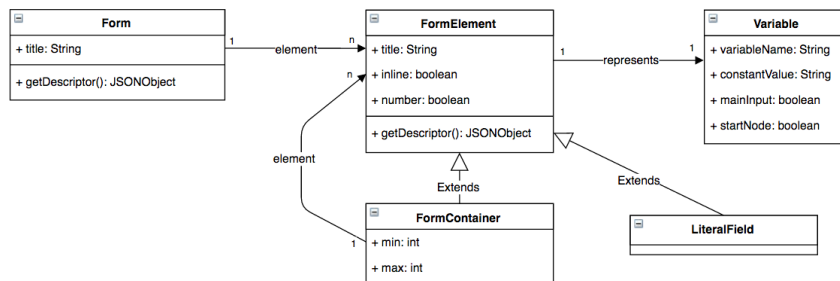 Form
+ title: String
+ getDescriptor(): JSONObject
1
element
n
FormElement
+ title: String
+ inline: boolean
+ number: boolean
+ getDescriptor(): JSONObject
1
represents
1
Variable
+ variableName: String
+ constantValue: String
+ mainInput: boolean
+ startNode: boolean
n
element
1
Extends
Extends
FormContainer
+ min: int
+ max: int
LiteralField